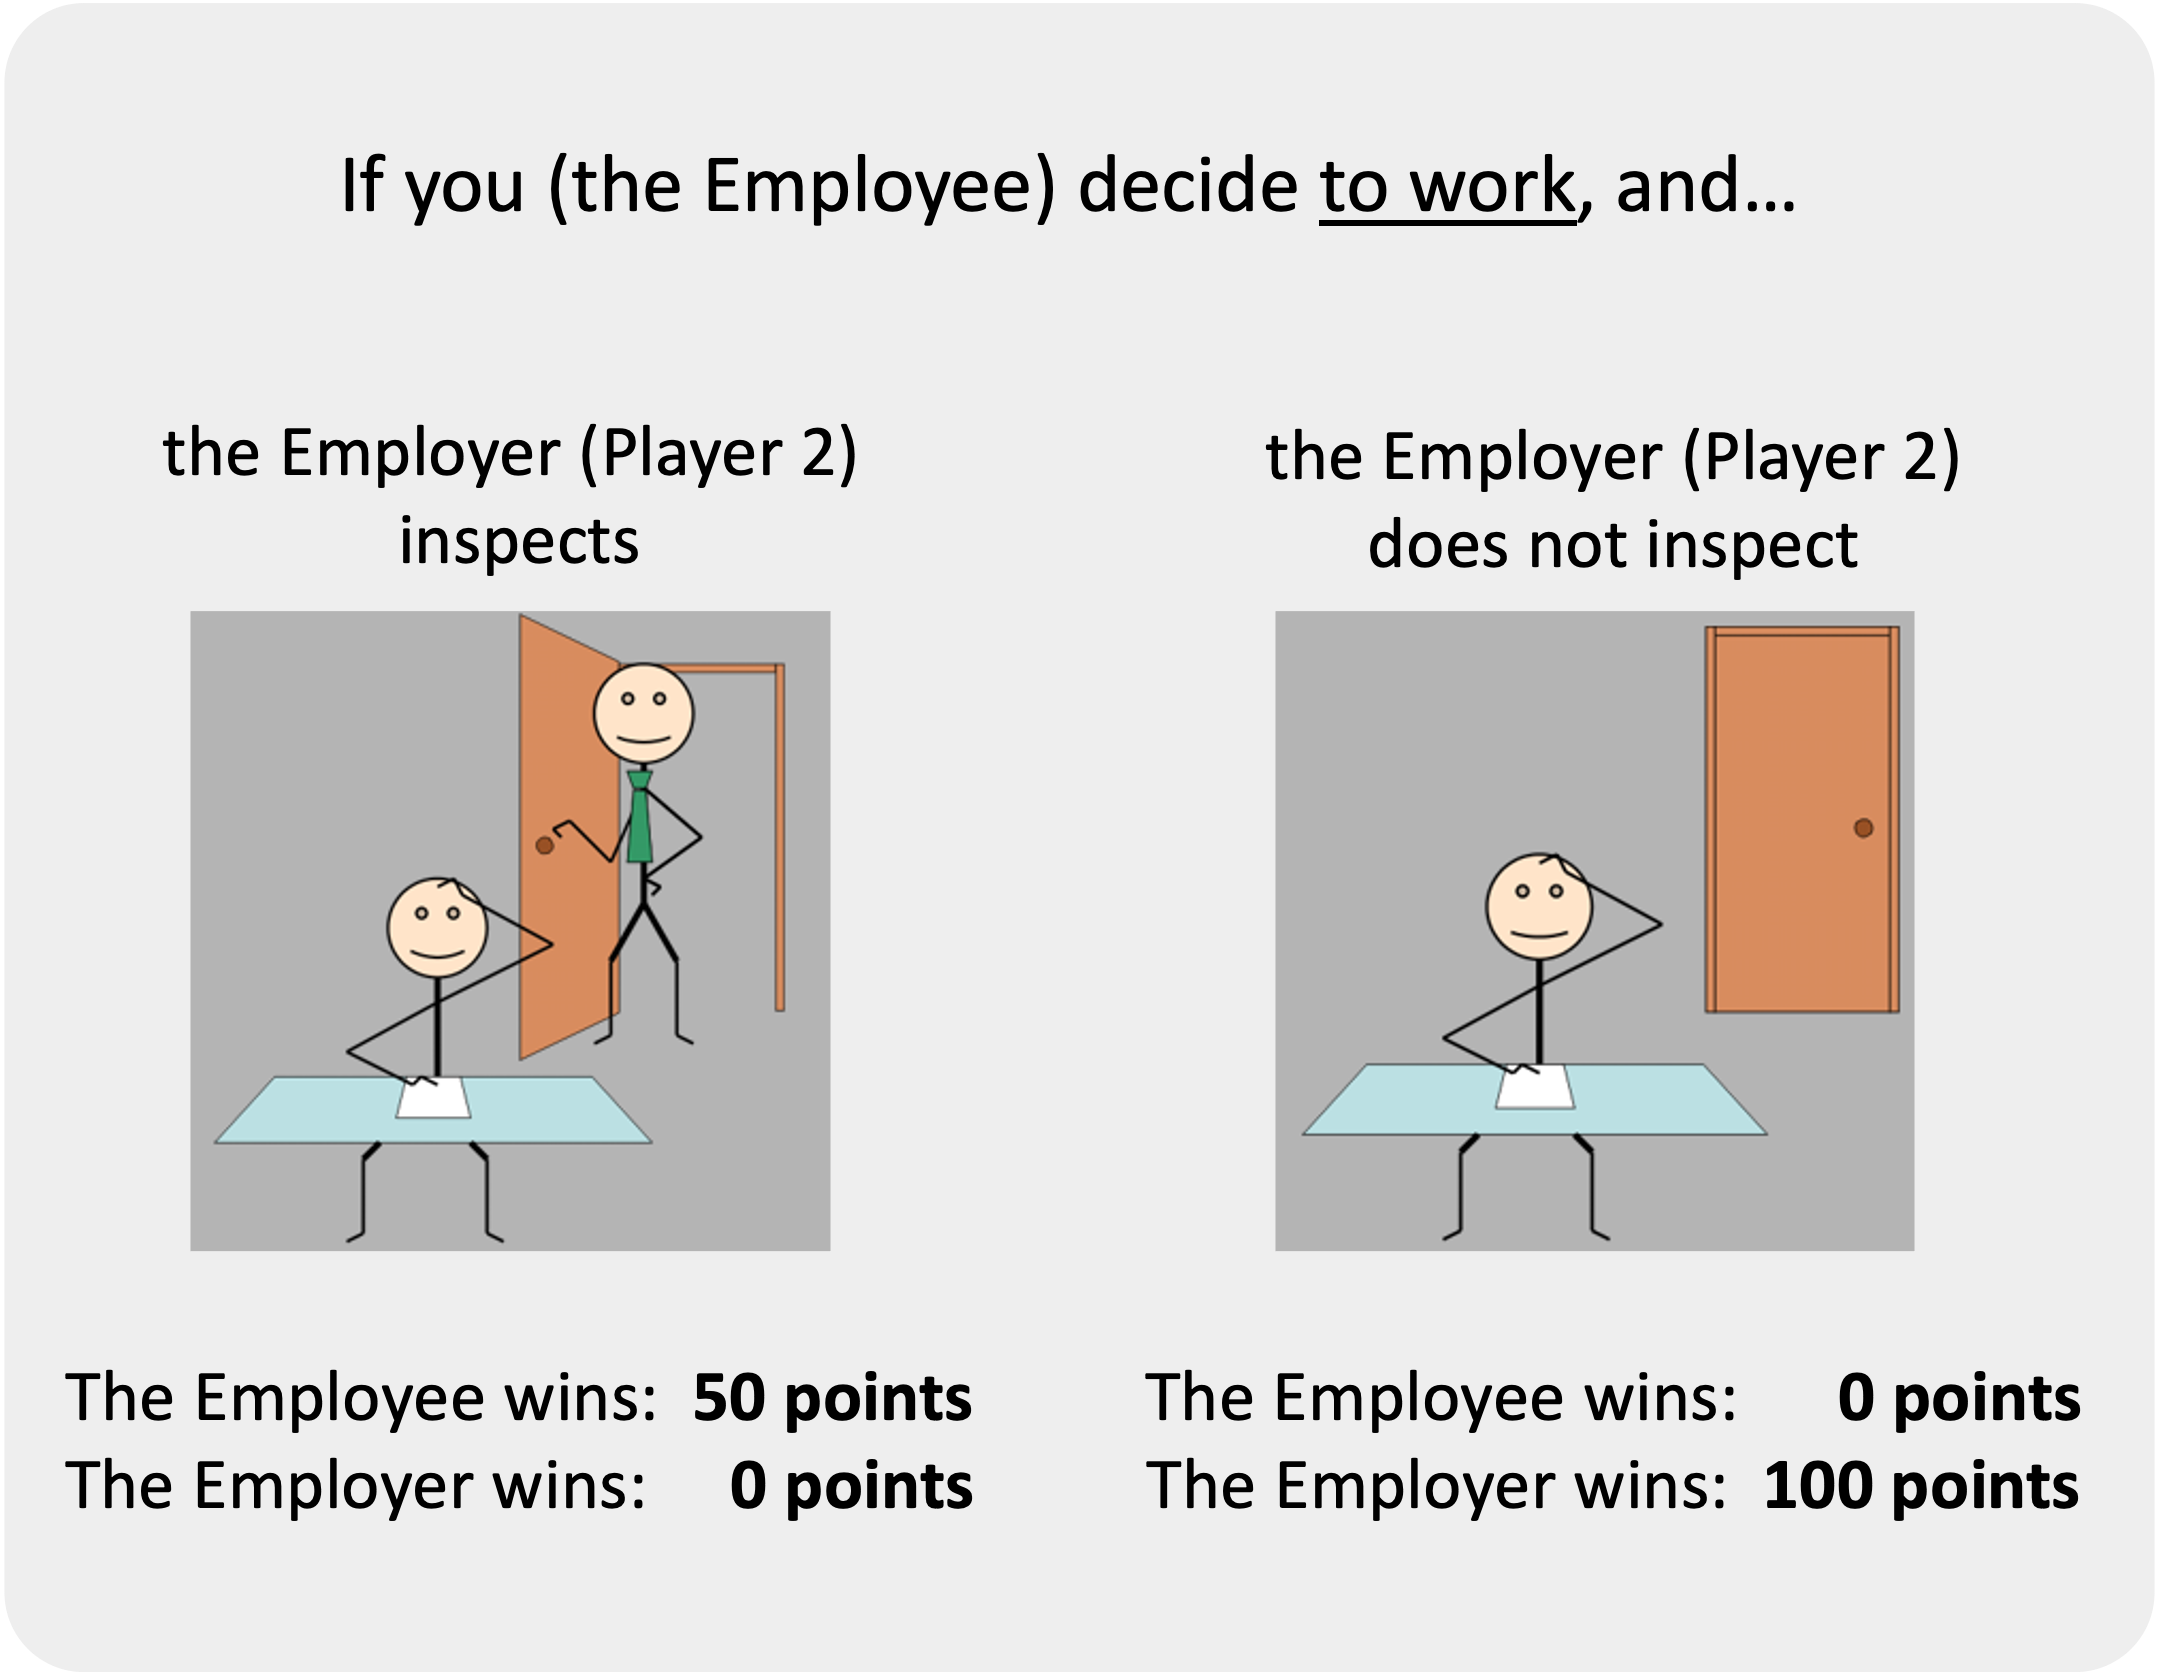 If you (the Employee) decide to work, and...
the Employer (Player 2)
inspects
the Employer (Player 2)
does not inspect
The Employee wins: 50 points
The Employer wins: 0 points
The Employee wins: 0 points
The Employer wins: 100 points